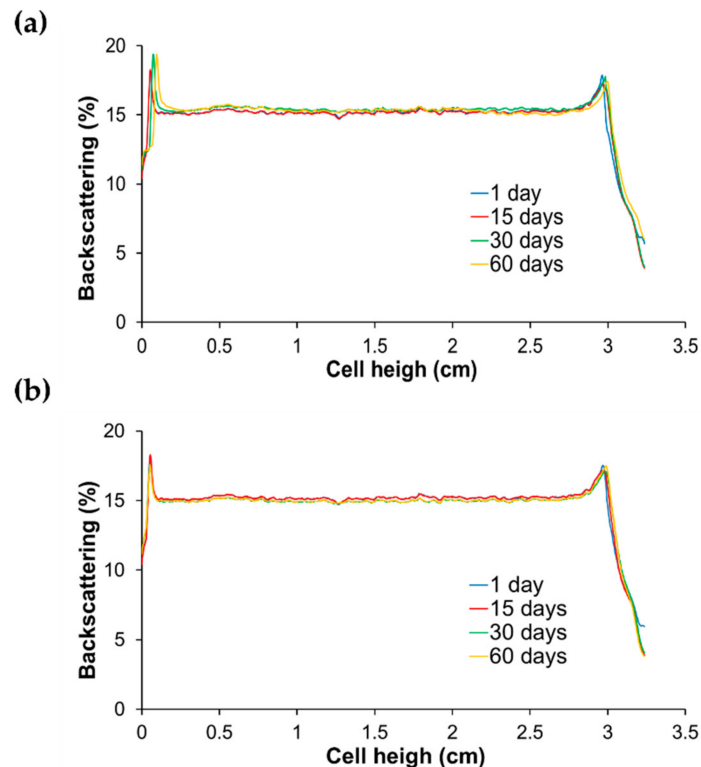 (a)
20
15
10
5
0
Backscattering (%)
1 day
15 days
30 days
60 days
0 0.5 1 1.5 2 2.5 3 3.5
Cell heigh (cm)
(b)
20
15
10
5
0
Backscattering (%)
1 day
15 days
30 days
60 days
0 0.5 1 1.5 2 2.5 3 3.5
Cell heigh (cm)